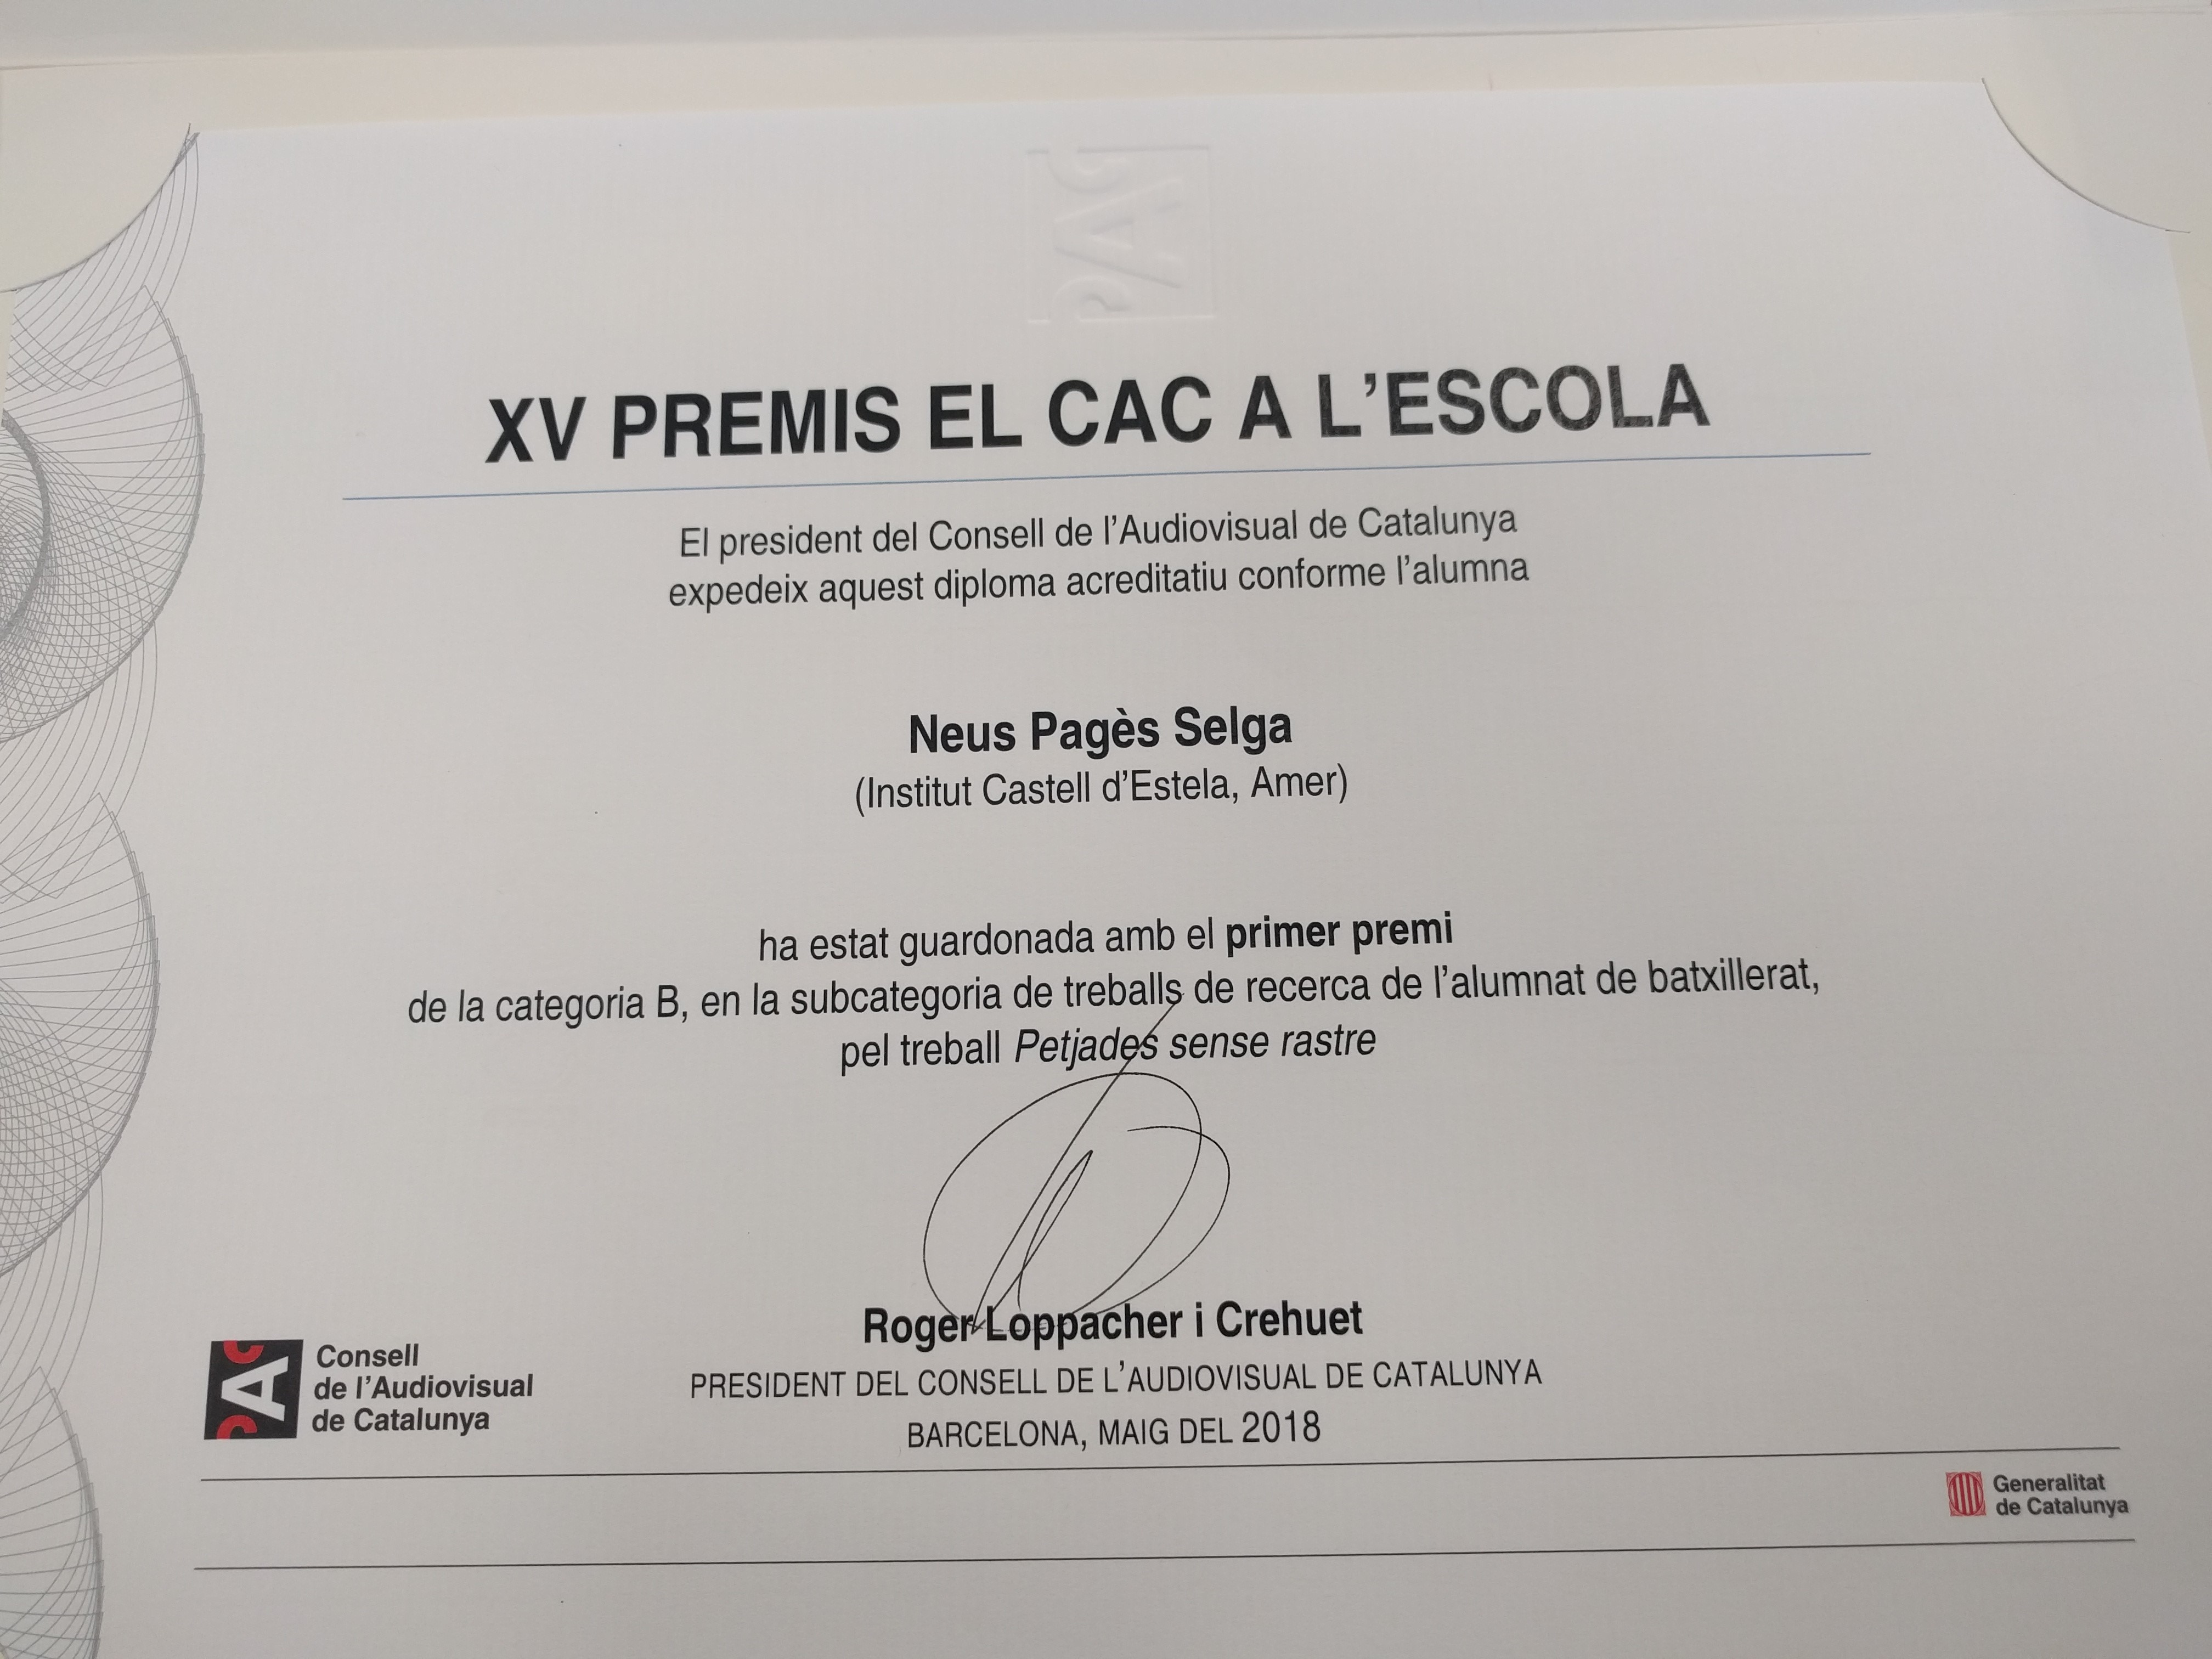 XV PREMIS EL CAC A L'ESCOLA
El president del Consell de l'Audiovisual de Catalunya
expedeix aquest diploma acreditatiu conforme l'alumna
Neus Pagès Selga
(Institut Castell d'Estela, Amer)
ha estat guardonada amb el primer premi
de la categoria B, en la subcategoria de treballs de recerca de l'alumnat de batxillerat,
pel treball Petjades sense rastre
Roger Loppacher i Crehuet
PRESIDENT DEL CONSELL DE L'AUDIOVISUAL DE CATALUNYA
BARCELONA, MAIG DEL 2018
CAC
Consell
de l'Audiovisual
de Catalunya
Generalitat
de Catalunya